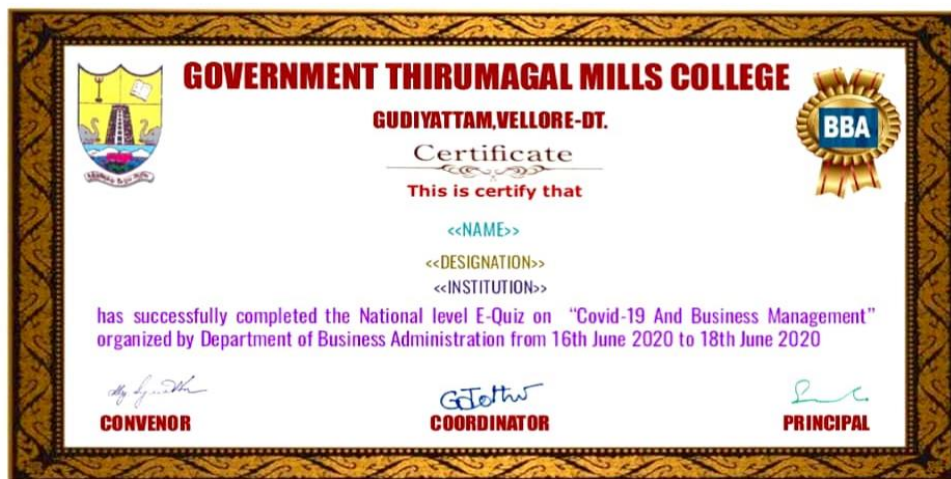 GOVERNMENT THIRUMAGAL MILLS COLLEGE
GUDIYATTAM,VELLORE-DT.
BBA
Certificate
This is certify that
<<NAME>>
<<DESIGNATION>>
<<INSTITUTION>>
has successfully completed the National level E-Quiz on “Covid-19 And Business Management”
organized by Department of Business Administration from 16th June 2020 to 18th June 2020
CONVENOR
COORDINATOR
PRINCIPAL